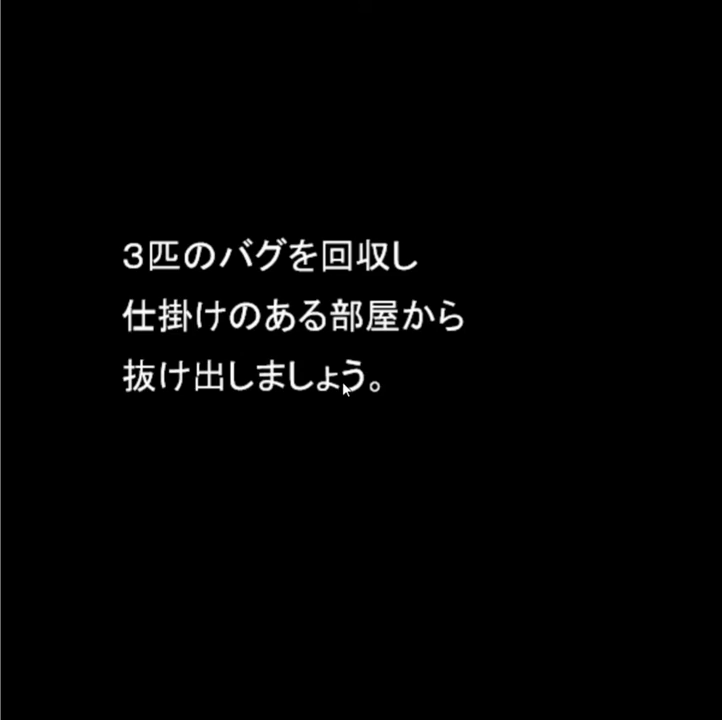 ３匹のバグを回収し
仕掛けのある部屋から
抜け出しましょう。